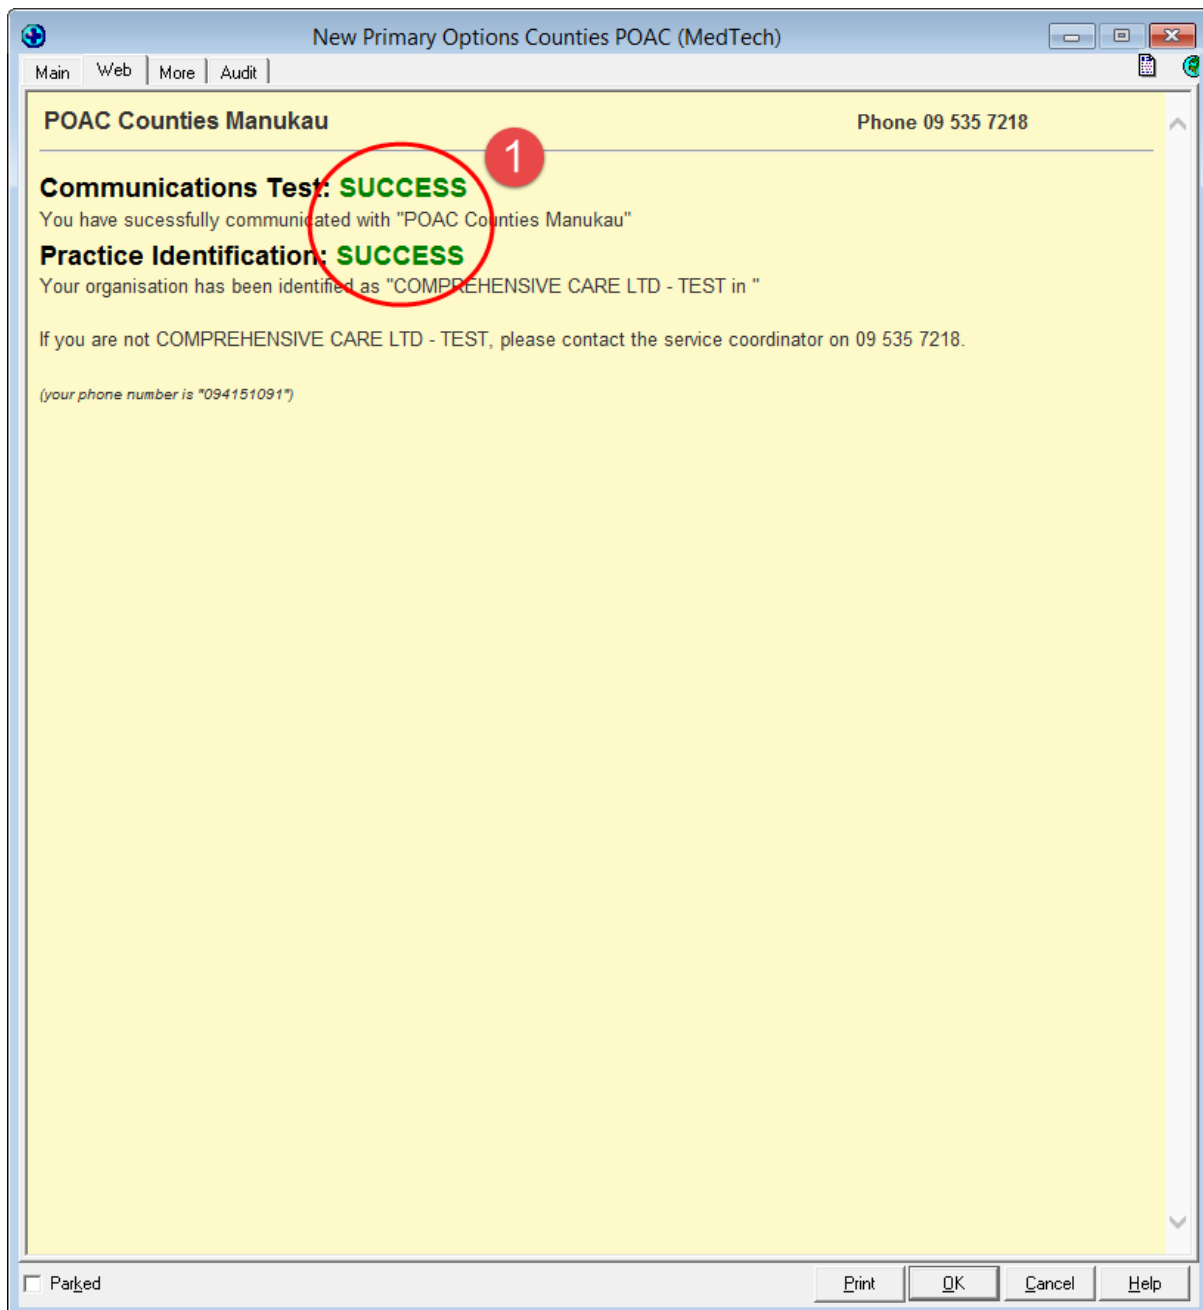 New Primary Options Counties POAC (MedTech)
Main Web More Audit
POAC Counties Manukau Phone 09 535 7218
1
Communications Test: SUCCESS
You have sucessfully communicated with "POAC Counties Manukau"
Practice Identification: SUCCESS
Your organisation has been identified as "COMPREHENSIVE CARE LTD - TEST in "
If you are not COMPREHENSIVE CARE LTD - TEST, please contact the service coordinator on 09 535 7218.
(your phone number is "094151091")
Parked Print OK Cancel Help